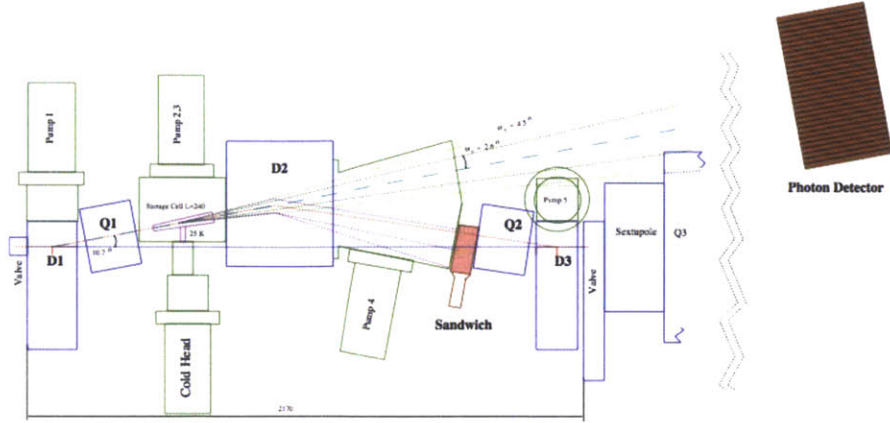 Pump 1
Pump 2,3
D2
Photon Detector
Q1
Storage Cell L=240
25 K
D1
Valve
Cold Head
Pump 4
Sandwich
Q2
Pump 5
D3
Valve
Sextupole
Q3
2170